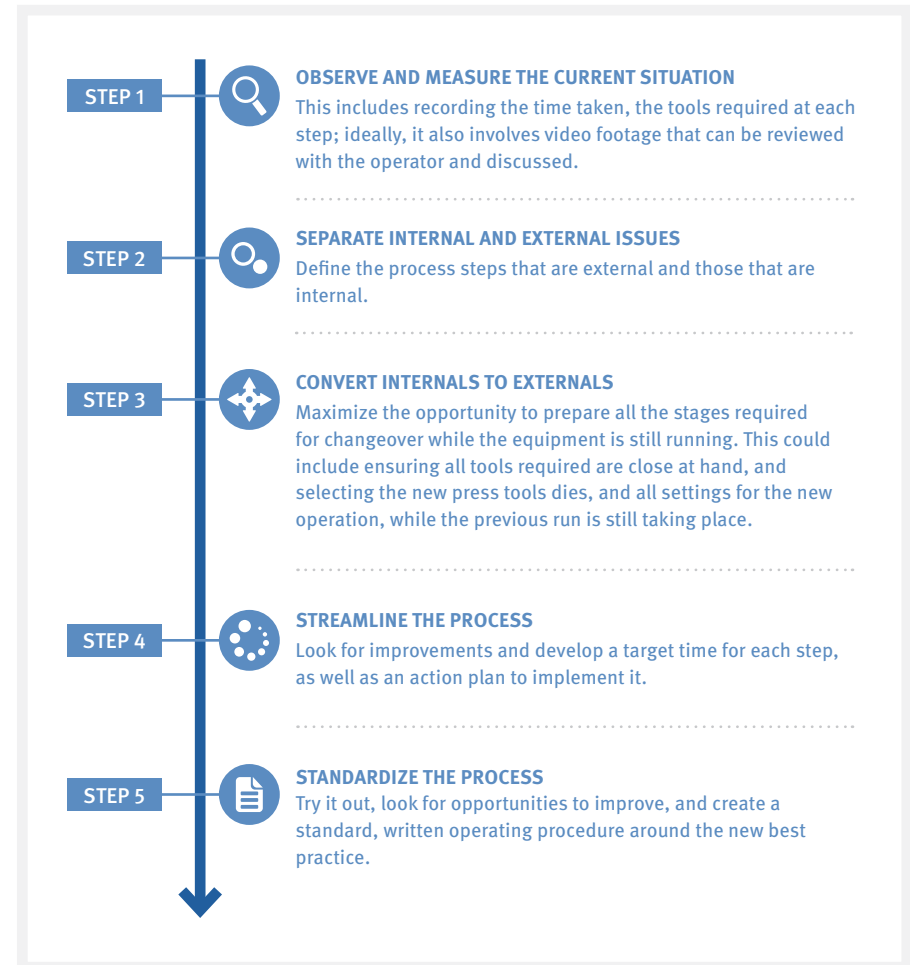 STEP 1
OBSERVE AND MEASURE THE CURRENT SITUATION
This includes recording the time taken, the tools required at each
step; ideally, it also involves video footage that can be reviewed
with the operator and discussed.
STEP 2
SEPARATE INTERNAL AND EXTERNAL ISSUES
Define the process steps that are external and those that are
internal.
STEP 3
CONVERT INTERNALS TO EXTERNALS
Maximize the opportunity to prepare all the stages required
for changeover while the equipment is still running. This could
include ensuring all tools required are close at hand, and
selecting the new press tools dies, and all settings for the new
operation, while the previous run is still taking place.
STEP 4
STREAMLINE THE PROCESS
Look for improvements and develop a target time for each step,
as well as an action plan to implement it.
STEP 5
STANDARDIZE THE PROCESS
Try it out, look for opportunities to improve, and create a
standard, written operating procedure around the new best
practice.